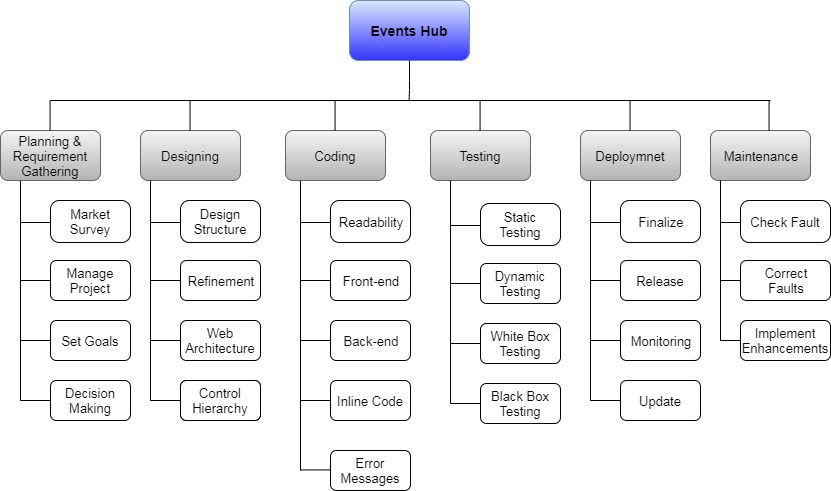 Events Hub
Planning &
Requirement
Gathering
Designing
Coding
Testing
Deploymnet
Maintenance
Market
Survey
Manage
Project
Set Goals
Decision
Making
Design
Structure
Refinement
Web
Architecture
Control
Hierarchy
Readability
Front-end
Back-end
Inline Code
Error
Messages
Static
Testing
Dynamic
Testing
White Box
Testing
Black Box
Testing
Finalize
Release
Monitoring
Update
Check Fault
Correct
Faults
Implement
Enhancements